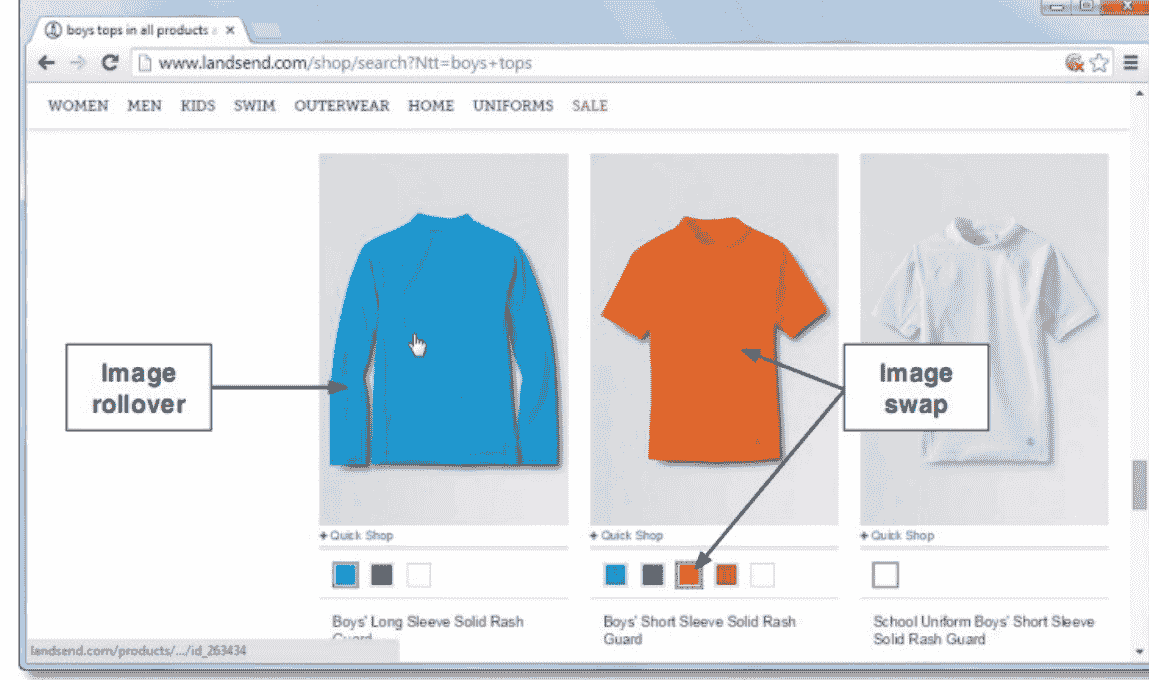 boys tops in all products
www.landsend.com/shop/search?Ntt=boys+tops
WOMEN MEN KIDS SWIM OUTERWEAR HOME UNIFORMS SALE
Image
rollover
Image
swap
+ Quick Shop
+ Quick Shop
+ Quick Shop
Boys' Long Sleeve Solid Rash
Guard
Boys' Short Sleeve Solid Rash
Guard
School Uniform Boys' Short Sleeve
Solid Rash Guard
landsend.com/products/.../id_263434